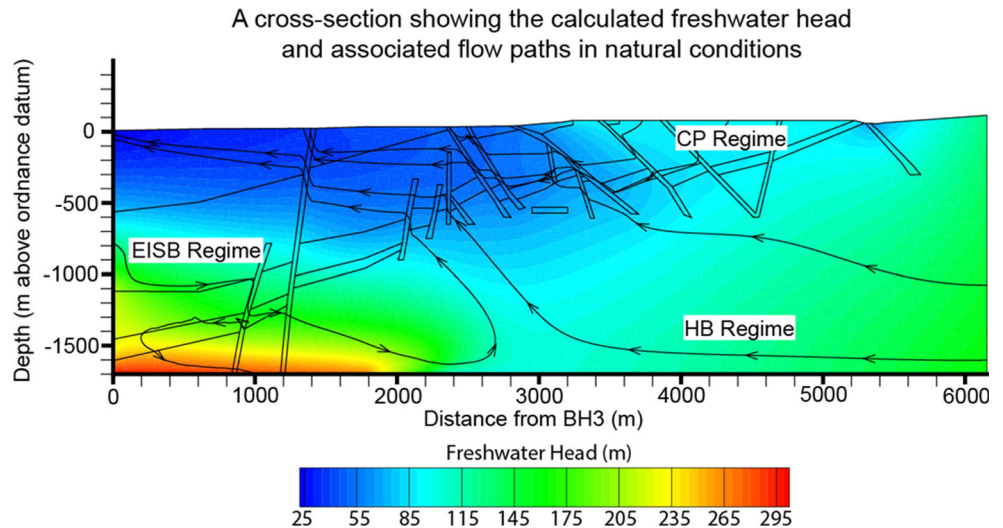 A cross-section showing the calculated freshwater head
and associated flow paths in natural conditions
Depth (m above ordnance datum)
0
-500
-1000
-1500
CP Regime
EISB Regime
HB Regime
0
1000
2000
3000
4000
5000
6000
Distance from BH3 (m)
Freshwater Head (m)
25 55 85 115 145 175 205 235 265 295